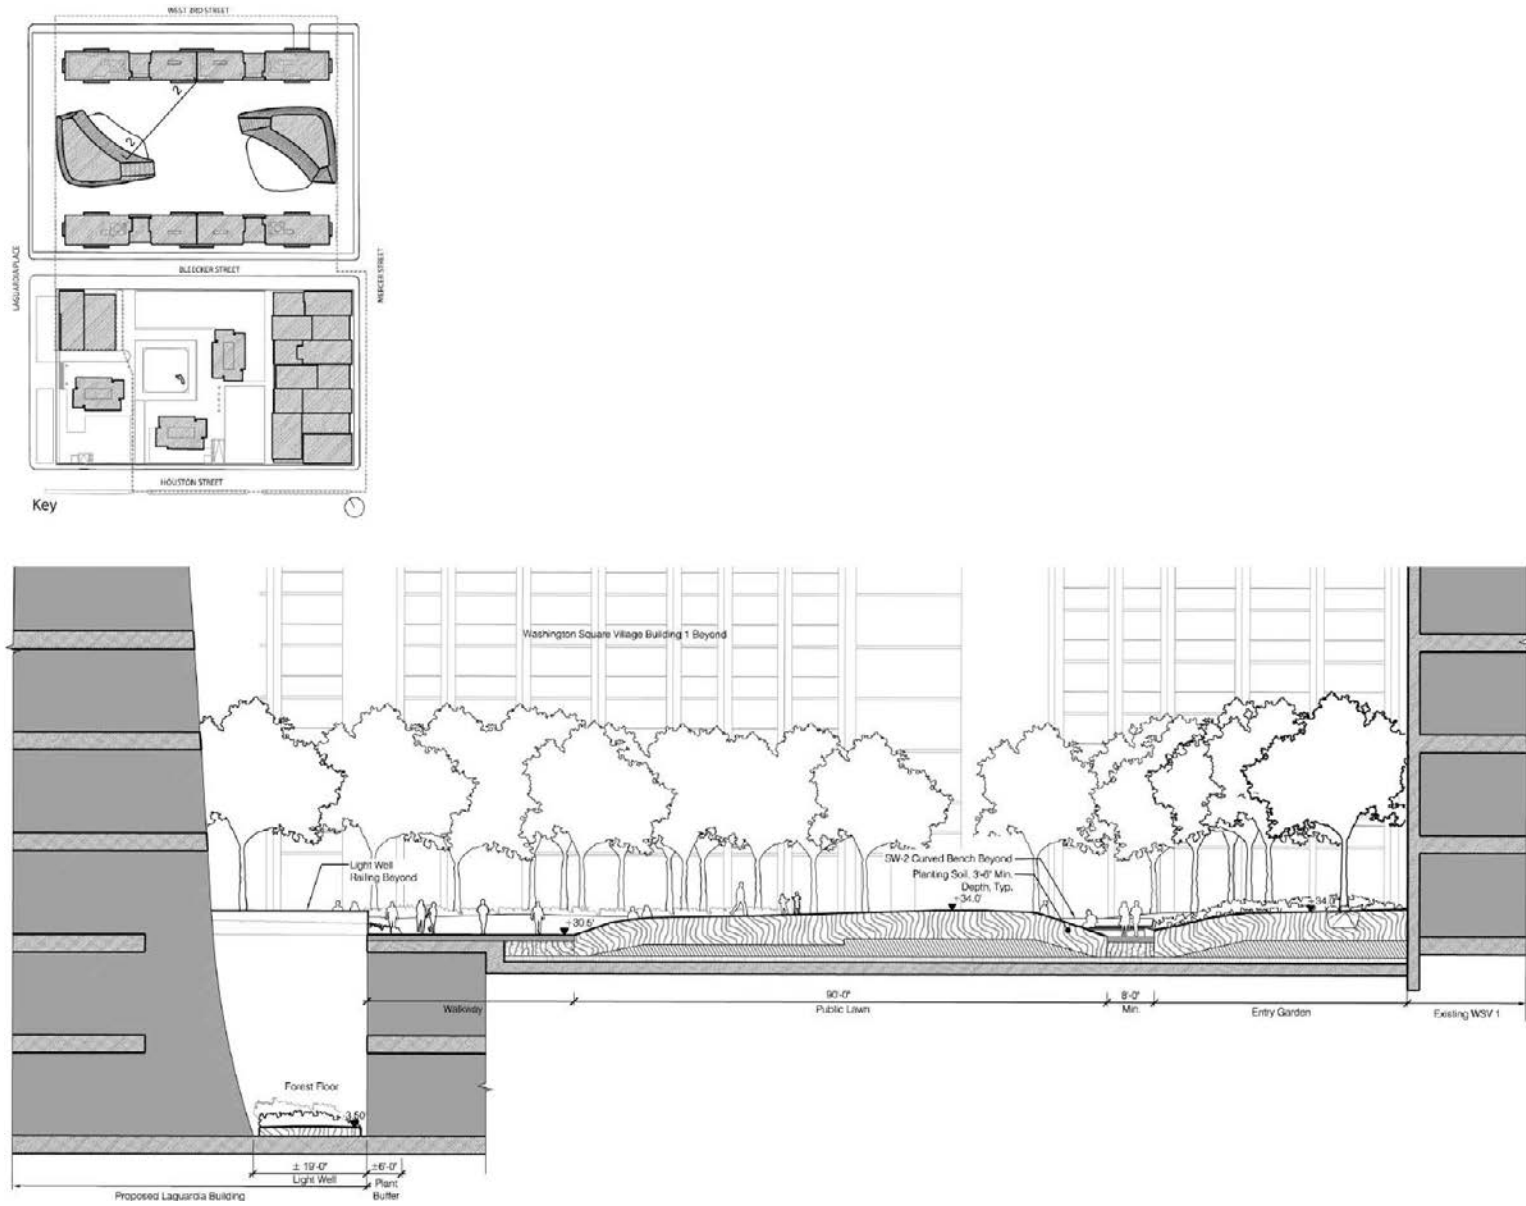 WEST 3RD STREET
2
2
LAGUARDIA PLACE
BLEECKER STREET
MERCER STREET
HOUSTON STREET
Key
Washington Square Village Building 1 Beyond
Light Well
Railing Beyond
SW-2 Curved Bench Beyond
Planting Soil, 3'-6" Min.
Depth, Typ.
+34.0'
+34.0'
+30.5'
Walkway
90'-0"
Public Lawn
8'-0"
Min.
Entry Garden
Existing WSV 1
Forest Floor
3.50'
± 19'-0"
Light Well
±6'-0"
Plant
Buffer
Proposed Laguardia Building